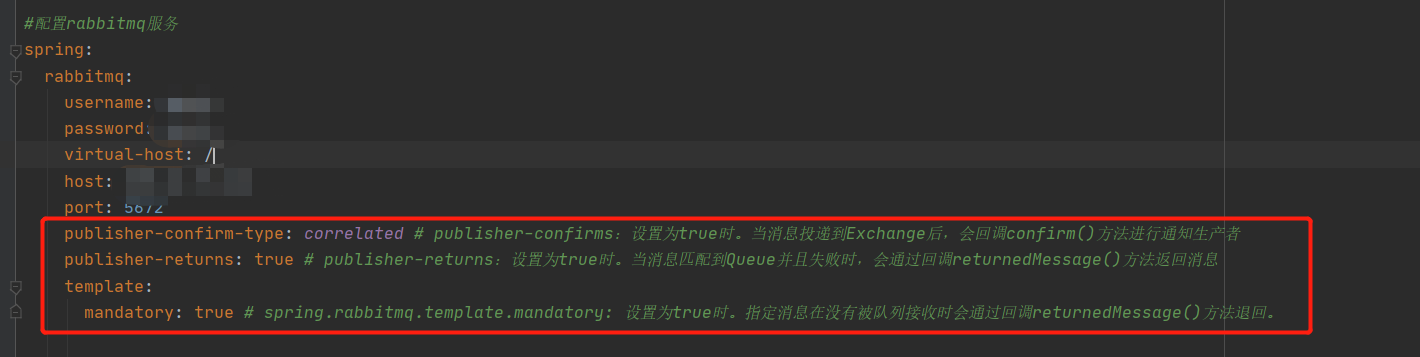 #配置rabbitmq服务
spring:
rabbitmq:
username:
password:
virtual-host: /
host:
port: 5672
publisher-confirm-type: correlated # publisher-confirms：设置为true时。当消息投递到Exchange后，会回调confirm()方法进行通知生产者
publisher-returns: true # publisher-returns：设置为true时。当消息匹配到Queue并且失败时，会通过回调returnedMessage()方法返回消息
template:
mandatory: true # spring.rabbitmq.template.mandatory: 设置为true时。指定消息在没有被队列接收时会通过回调returnedMessage()方法退回。